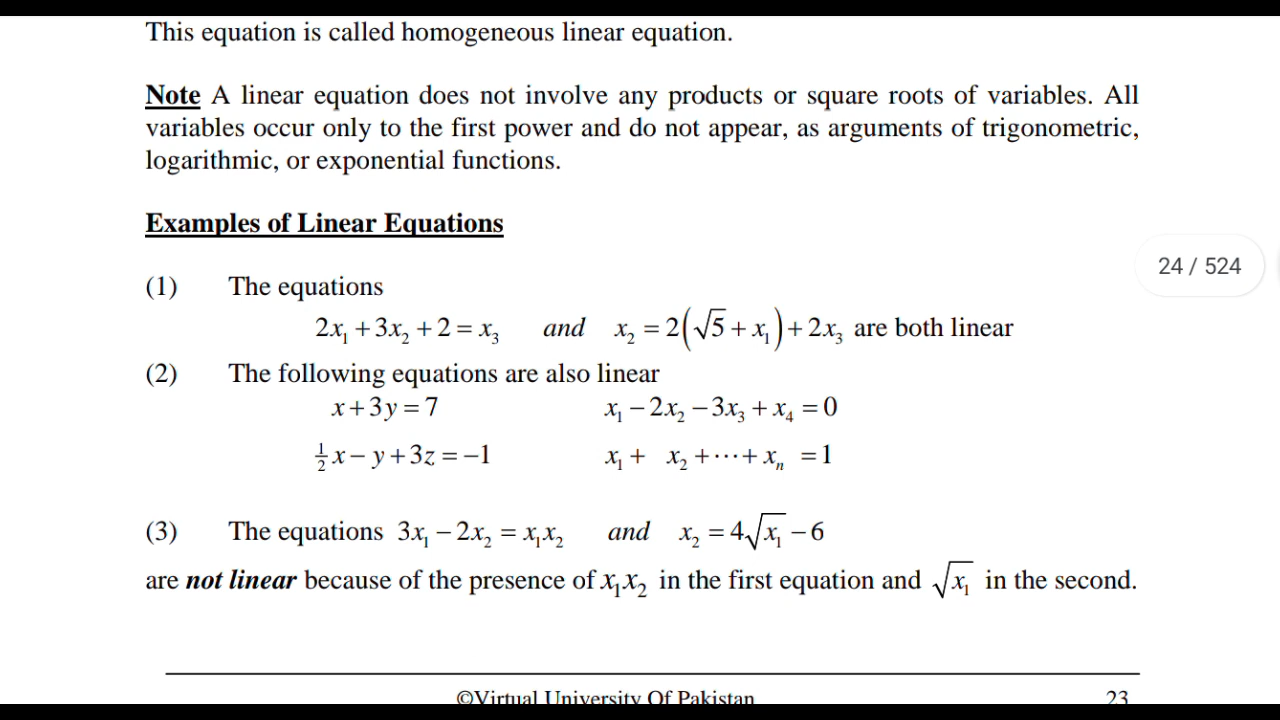 This equation is called homogeneous linear equation.
Note A linear equation does not involve any products or square roots of variables. All
variables occur only to the first power and do not appear, as arguments of trigonometric,
logarithmic, or exponential functions.
Examples of Linear Equations
(1) The equations
2x₁ + 3x₂ + 2 = x₃ and x₂ = 2(√5 + x₁) + 2x₃ are both linear
(2) The following equations are also linear
x + 3y = 7 x₁ − 2x₂ − 3x₃ + x₄ = 0
½x − y + 3z = −1 x₁ + x₂ + ⋯ + xₙ = 1
(3) The equations 3x₁ − 2x₂ = x₁x₂ and x₂ = 4√x₁ − 6
are not linear because of the presence of x₁x₂ in the first equation and √x₁ in the second.
©Virtual University Of Pakistan 23
24 / 524